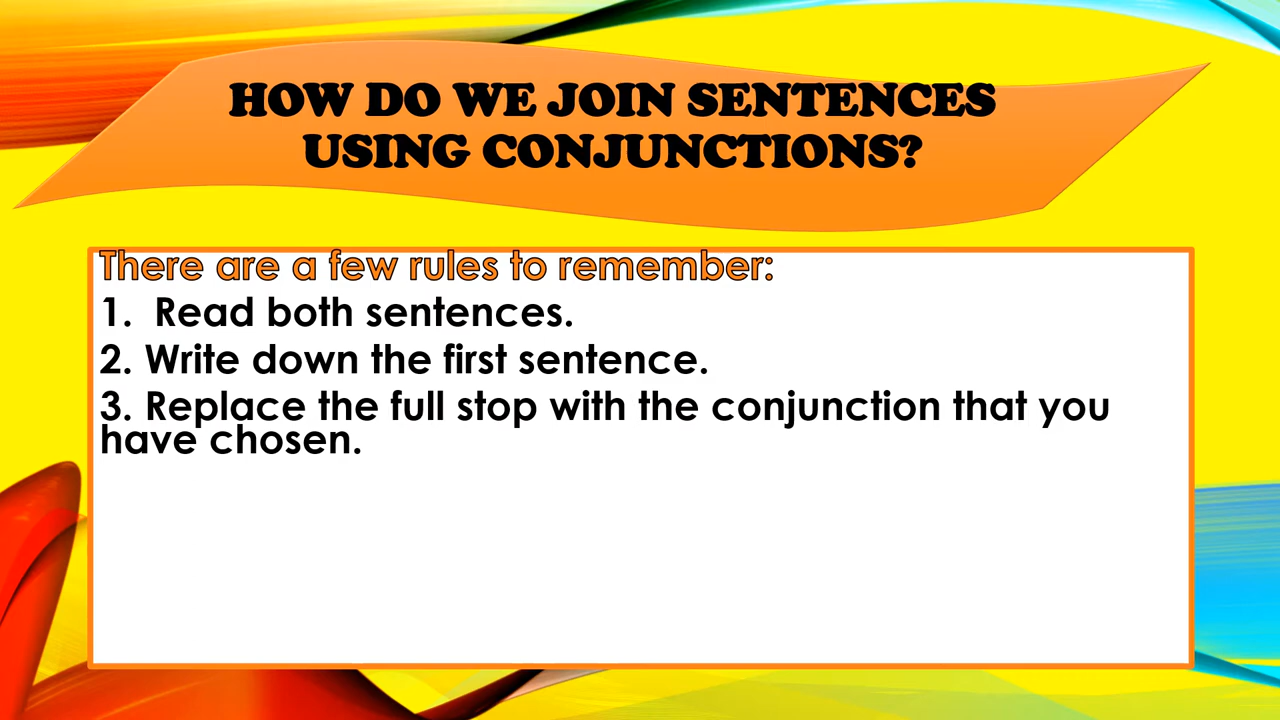 HOW DO WE JOIN SENTENCES
USING CONJUNCTIONS?
There are a few rules to remember:
1. Read both sentences.
2. Write down the first sentence.
3. Replace the full stop with the conjunction that you
have chosen.